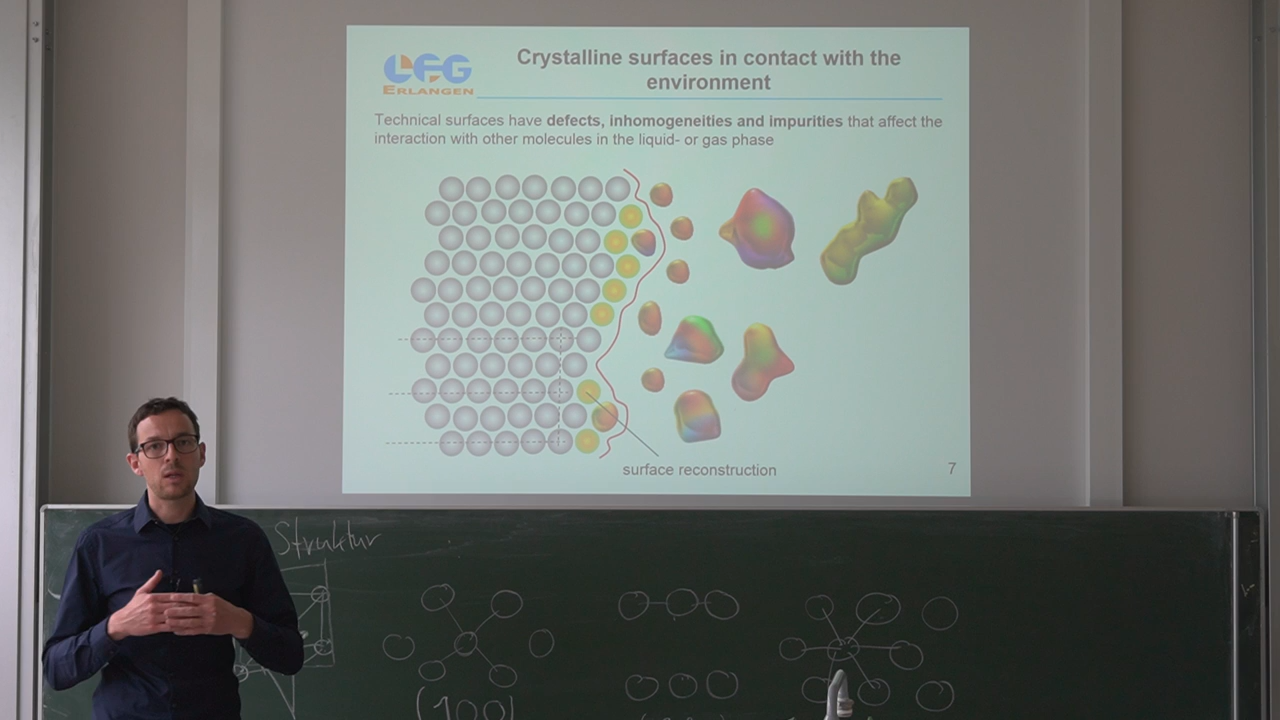 LFG
ERLANGEN
Crystalline surfaces in contact with the
environment
Technical surfaces have defects, inhomogeneities and impurities that affect the
interaction with other molecules in the liquid- or gas phase
surface reconstruction
7
Struktur
(100)